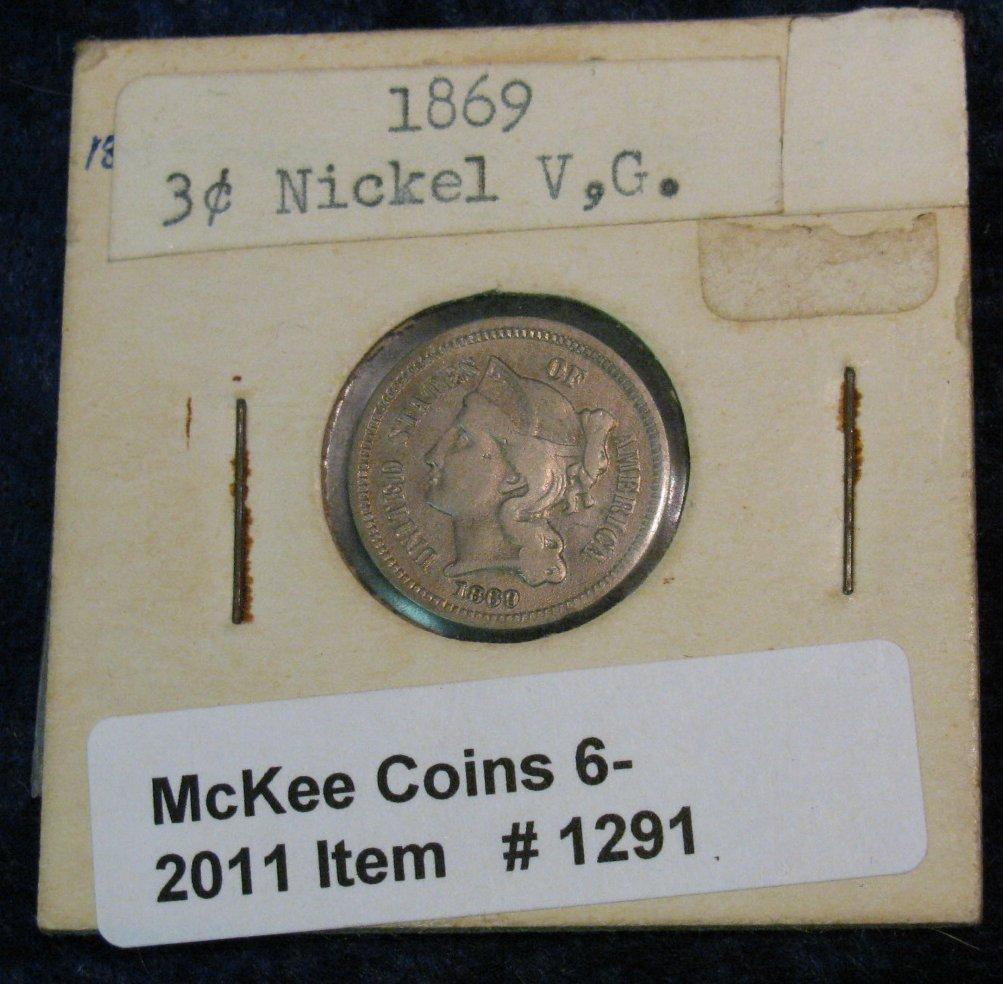 1869
18
3¢ Nickel V,G.
UNITED STATES OF AMERICA
1869
McKee Coins 6-
2011 Item # 1291